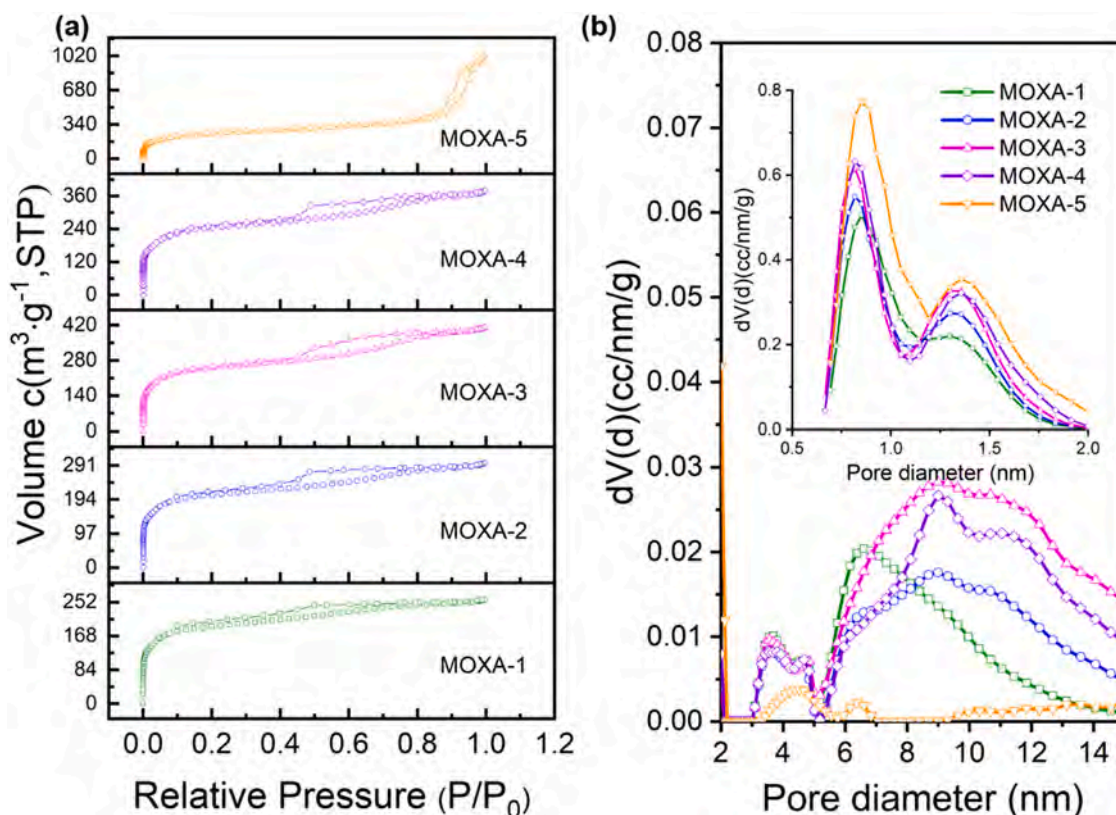 (a)
Volume c(m³·g⁻¹,STP)
1020
680
340
0
MOXA-5
360
240
120
0
MOXA-4
420
280
140
0
MOXA-3
291
194
97
0
MOXA-2
252
168
84
0
MOXA-1
0.0 0.2 0.4 0.6 0.8 1.0 1.2
Relative Pressure (P/P₀)
(b)
dV(d)(cc/nm/g)
0.08
0.07
0.06
0.05
0.04
0.03
0.02
0.01
0.00
2 4 6 8 10 12 14
Pore diameter (nm)
dV(d)(cc/nm/g)
0.8
0.6
0.4
0.2
0.0
0.5 1.0 1.5 2.0
Pore diameter (nm)
MOXA-1
MOXA-2
MOXA-3
MOXA-4
MOXA-5